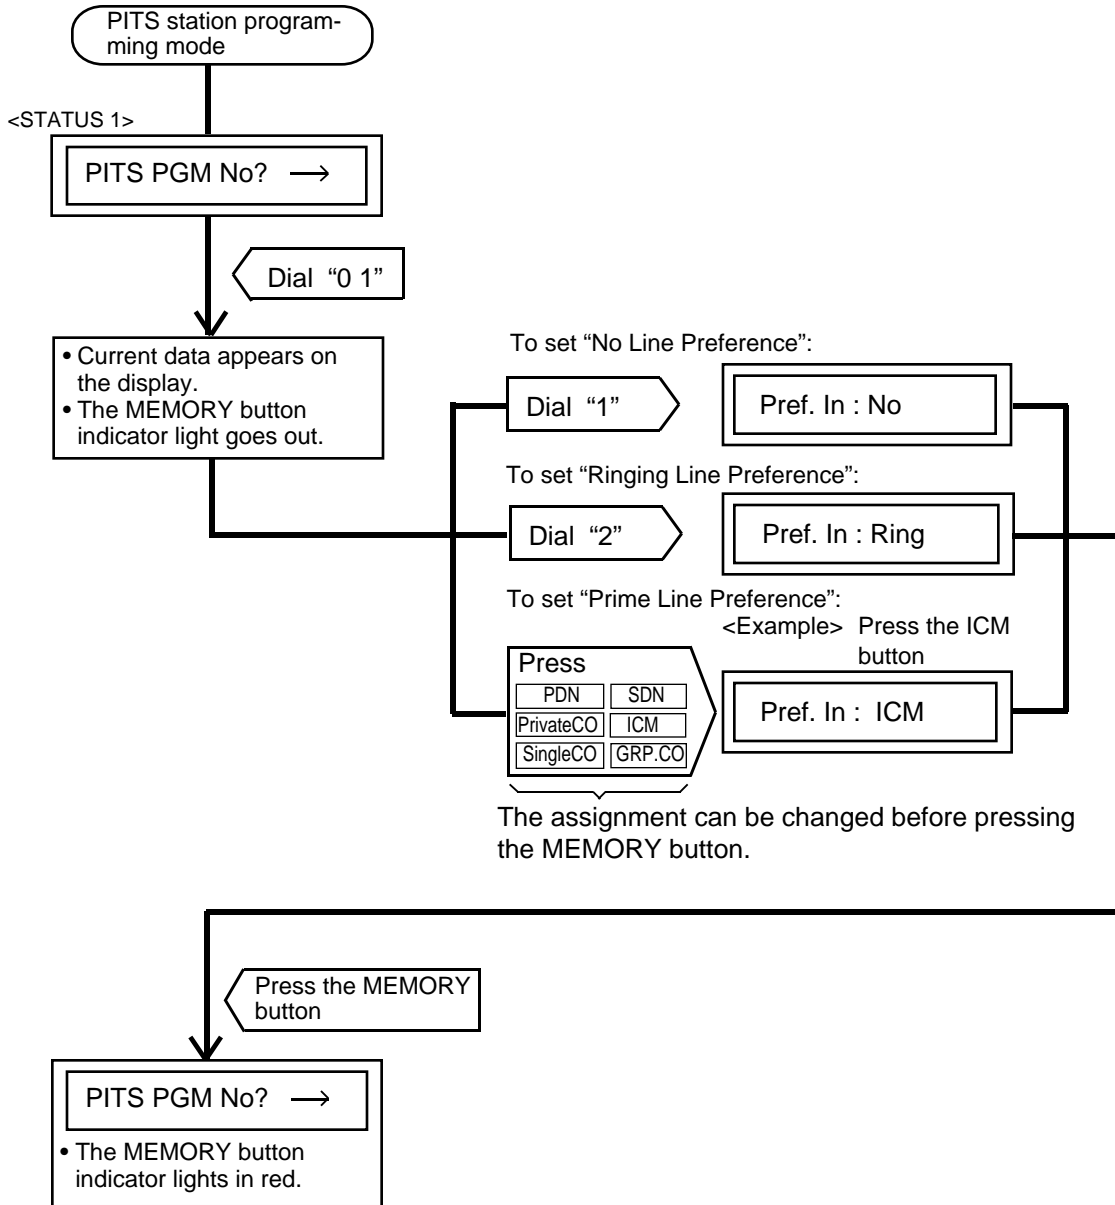 PITS station program-
ming mode
<STATUS 1>
PITS PGM No? →
Dial “0 1”
• Current data appears on
the display.
• The MEMORY button
indicator light goes out.
To set “No Line Preference”:
Dial “1”
Pref. In : No
To set “Ringing Line Preference”:
Dial “2”
Pref. In : Ring
To set “Prime Line Preference”:
<Example> Press the ICM
button
Press
PDN SDN
PrivateCO ICM
SingleCO GRP.CO
Pref. In : ICM
The assignment can be changed before pressing
the MEMORY button.
Press the MEMORY
button
PITS PGM No? →
• The MEMORY button
indicator lights in red.